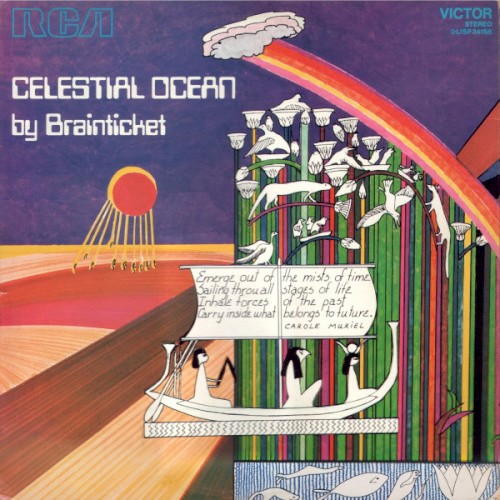 RCA
VICTOR
STEREO
CELESTIAL OCEAN
by Brainticket
Emerge out of the mists of time
Sailing throu all stages of life
Inhale forces of the past
Carry inside what belongs to future.
CAROLE MURIEL